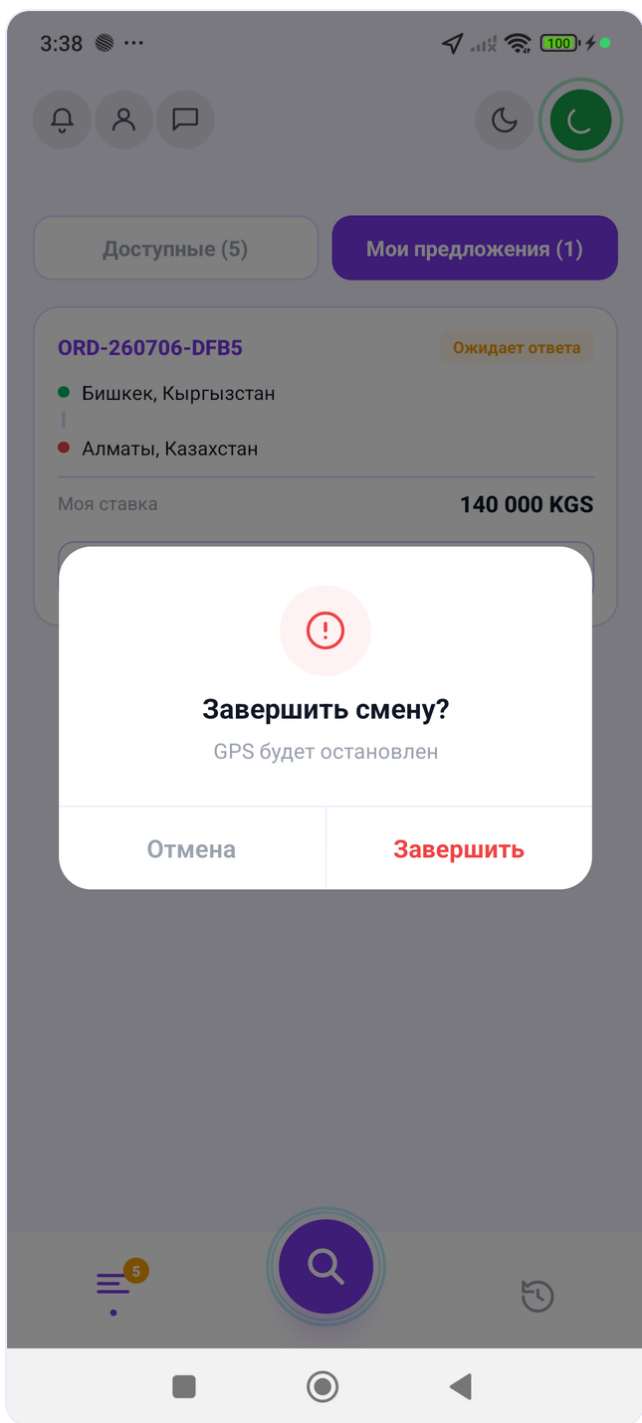 3:38
100
Доступные (5)
Мои предложения (1)
ORD-260706-DFB5
Ожидает ответа
Бишкек, Кыргызстан
Алматы, Казахстан
Моя ставка
140 000 KGS
Завершить смену?
GPS будет остановлен
Отмена
Завершить
5